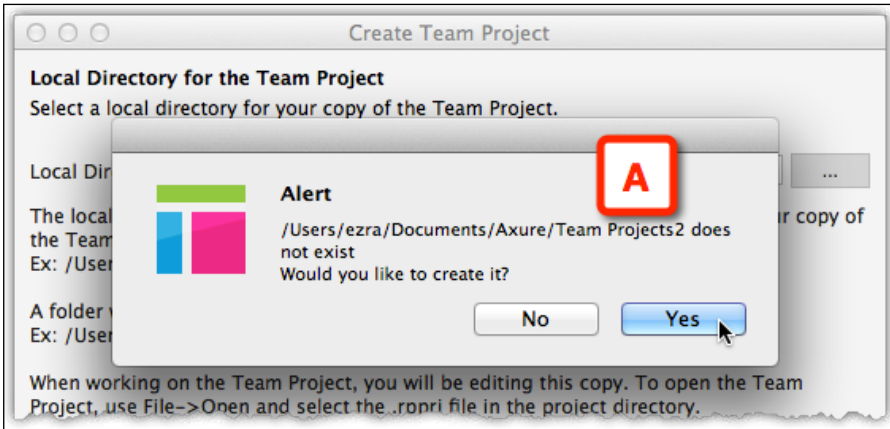 Create Team Project
Local Directory for the Team Project
Select a local directory for your copy of the Team Project.
Local Dir
...
A
Alert
/Users/ezra/Documents/Axure/Team Projects2 does
not exist
Would you like to create it?
No
Yes
The local
ur copy of
the Team
Ex: /User
A folder
Ex: /User
When working on the Team Project, you will be editing this copy. To open the Team
Project, use File->Open and select the .rpprj file in the project directory.